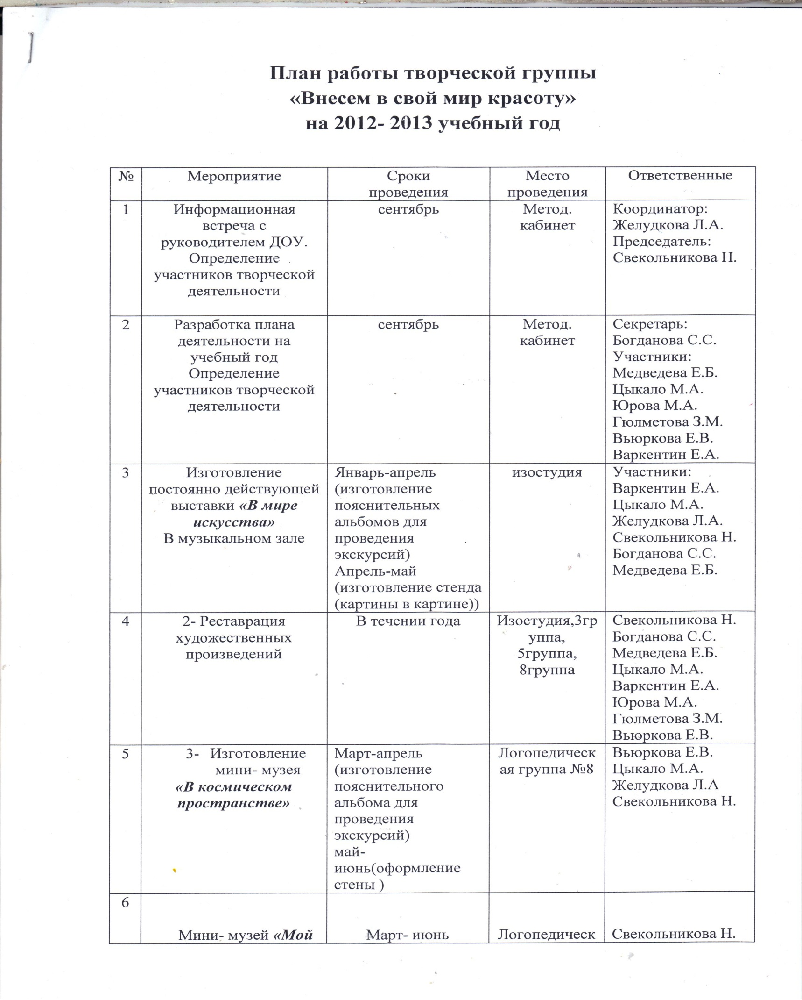 План работы творческой группы
«Внесем в свой мир красоту»
на 2012- 2013 учебный год
№
Мероприятие
Сроки
проведения
Место
проведения
Ответственные
1
Информационная
встреча с
руководителем ДОУ.
Определение
участников творческой
деятельности
сентябрь
Метод.
кабинет
Координатор:
Желудкова Л.А.
Председатель:
Свекольникова Н.
2
Разработка плана
деятельности на
учебный год
Определение
участников творческой
деятельности
сентябрь
Метод.
кабинет
Секретарь:
Богданова С.С.
Участники:
Медведева Е.Б.
Цыкало М.А.
Юрова М.А.
Гюлметова З.М.
Вьюркова Е.В.
Варкентин Е.А.
3
Изготовление
постоянно действующей
выставки «В мире
искусства»
В музыкальном зале
Январь-апрель
(изготовление
пояснительных
альбомов для
проведения
экскурсий)
Апрель-май
(изготовление стенда
(картины в картине))
изостудия
Участники:
Варкентин Е.А.
Цыкало М.А.
Желудкова Л.А.
Свекольникова Н.
Богданова С.С.
Медведева Е.Б.
4
2- Реставрация
художественных
произведений
В течении года
Изостудия,3гр
уппа,
5группа,
8группа
Свекольникова Н.
Богданова С.С.
Медведева Е.Б.
Цыкало М.А.
Варкентин Е.А.
Юрова М.А.
Гюлметова З.М.
Вьюркова Е.В.
5
3- Изготовление
мини- музея
«В космическом
пространстве»
Март-апрель
(изготовление
пояснительного
альбома для
проведения
экскурсий)
май-
июнь(оформление
стены )
Логопедическ
ая группа №8
Вьюркова Е.В.
Цыкало М.А.
Желудкова Л.А
Свекольникова Н.
6
Мини- музей «Мой
Март- июнь
Логопедическ
Свекольникова Н.